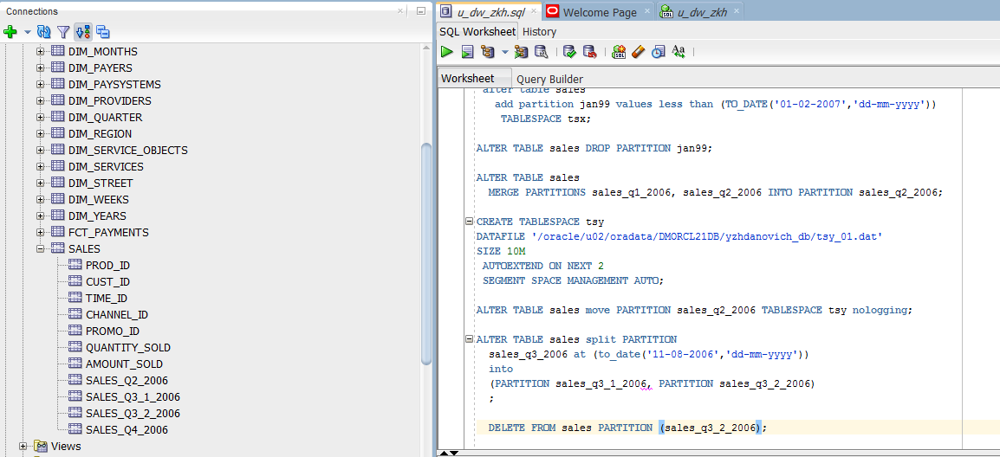 Connections
DIM_MONTHS
DIM_PAYERS
DIM_PAYSYSTEMS
DIM_PROVIDERS
DIM_QUARTER
DIM_REGION
DIM_SERVICE_OBJECTS
DIM_SERVICES
DIM_STREET
DIM_WEEKS
DIM_YEARS
FCT_PAYMENTS
SALES
PROD_ID
CUST_ID
TIME_ID
CHANNEL_ID
PROMO_ID
QUANTITY_SOLD
AMOUNT_SOLD
SALES_Q2_2006
SALES_Q3_1_2006
SALES_Q3_2_2006
SALES_Q4_2006
Views
u_dw_zkh.sql Welcome Page u_dw_zkh
SQL Worksheet History
Worksheet Query Builder
alter table sales
add partition jan99 values less than (TO_DATE('01-02-2007','dd-mm-yyyy'))
TABLESPACE tsx;
ALTER TABLE sales DROP PARTITION jan99;
ALTER TABLE sales
MERGE PARTITIONS sales_q1_2006, sales_q2_2006 INTO PARTITION sales_q2_2006;
CREATE TABLESPACE tsy
DATAFILE '/oracle/u02/oradata/DMORCL21DB/yzhdanovich_db/tsy_01.dat'
SIZE 10M
AUTOEXTEND ON NEXT 2
SEGMENT SPACE MANAGEMENT AUTO;
ALTER TABLE sales move PARTITION sales_q2_2006 TABLESPACE tsy nologging;
ALTER TABLE sales split PARTITION
sales_q3_2006 at (to_date('11-08-2006','dd-mm-yyyy'))
into
(PARTITION sales_q3_1_2006, PARTITION sales_q3_2_2006)
;
DELETE FROM sales PARTITION (sales_q3_2_2006);